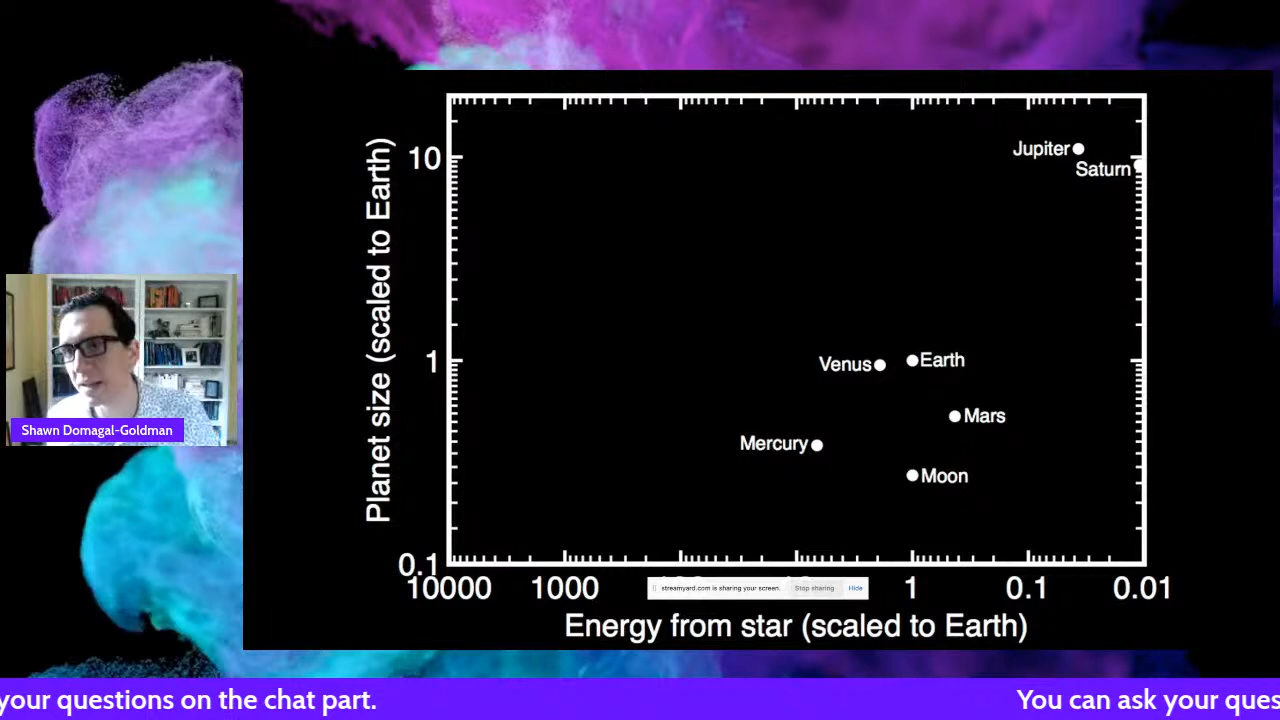 Planet size (scaled to Earth)
10
1
0.1
Jupiter
Saturn
Venus
Earth
Mars
Mercury
Moon
10000
1000
1
0.1
0.01
streamyard.com is sharing your screen.
Stop sharing
Hide
Energy from star (scaled to Earth)
Shawn Domagal-Goldman
your questions on the chat part.
You can ask your ques